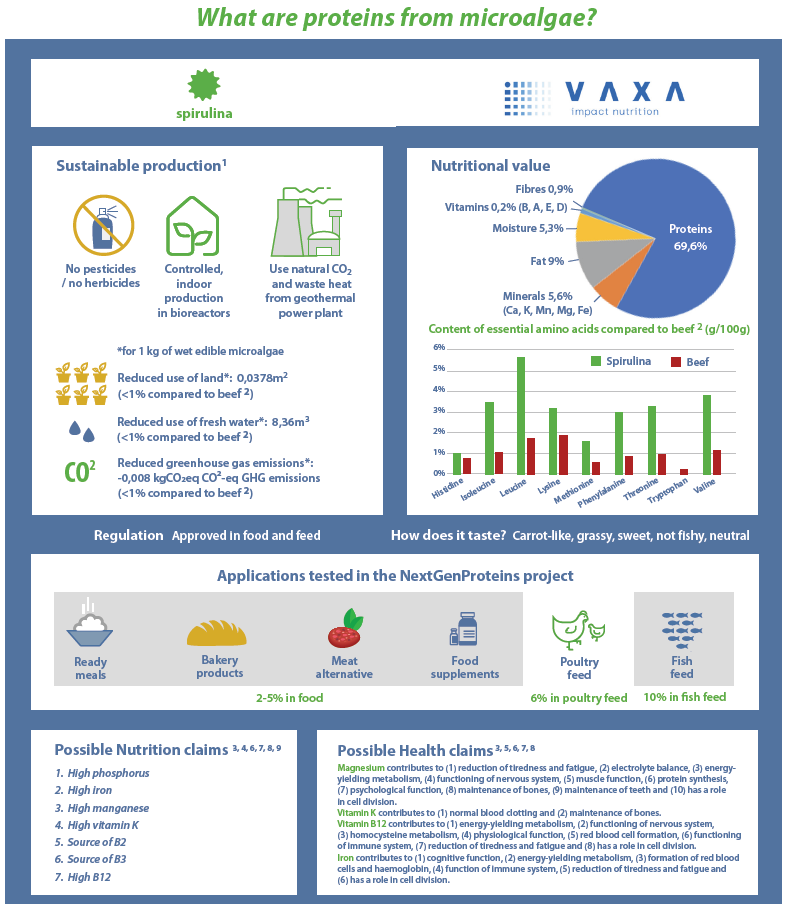 What are proteins from microalgae?
spirulina
VAXA
impact nutrition
Sustainable production¹
No pesticides
/ no herbicides
Controlled,
indoor
production
in bioreactors
Use natural CO₂
and waste heat
from geothermal
power plant
*for 1 kg of wet edible microalgae
Reduced use of land*: 0,0378m²
(<1% compared to beef ²)
Reduced use of fresh water*: 8,36m³
(<1% compared to beef ²)
CO²
Reduced greenhouse gas emissions*:
-0,008 kgCO₂eq CO²-eq GHG emissions
(<1% compared to beef ²)
Nutritional value
Fibres 0,9%
Vitamins 0,2% (B, A, E, D)
Moisture 5,3%
Fat 9%
Minerals 5,6%
(Ca, K, Mn, Mg, Fe)
Proteins
69,6%
Content of essential amino acids compared to beef ² (g/100g)
6%
5%
4%
3%
2%
1%
0%
Spirulina
Beef
Histidine
Isoleucine
Leucine
Lysine
Methionine
Phenylalanine
Threonine
Tryptophan
Valine
Regulation Approved in food and feed
How does it taste? Carrot-like, grassy, sweet, not fishy, neutral
Applications tested in the NextGenProteins project
Ready
meals
Bakery
products
Meat
alternative
Food
supplements
Poultry
feed
Fish
feed
2-5% in food
6% in poultry feed
10% in fish feed
Possible Nutrition claims ³, ⁴, ⁶, ⁷, ⁸, ⁹
1. High phosphorus
2. High iron
3. High manganese
4. High vitamin K
5. Source of B2
6. Source of B3
7. High B12
Possible Health claims ³, ⁵, ⁶, ⁷, ⁸
Magnesium contributes to (1) reduction of tiredness and fatigue, (2) electrolyte balance, (3) energy-
yielding metabolism, (4) functioning of nervous system, (5) muscle function, (6) protein synthesis,
(7) psychological function, (8) maintenance of bones, (9) maintenance of teeth and (10) has a role
in cell division.
Vitamin K contributes to (1) normal blood clotting and (2) maintenance of bones.
Vitamin B12 contributes to (1) energy-yielding metabolism, (2) functioning of nervous system,
(3) homocysteine metabolism, (4) physiological function, (5) red blood cell formation, (6) functioning
of immune system, (7) reduction of tiredness and fatigue and (8) has a role in cell division.
Iron contributes to (1) cognitive function, (2) energy-yielding metabolism, (3) formation of red blood
cells and haemoglobin, (4) function of immune system, (5) reduction of tiredness and fatigue and
(6) has a role in cell division.